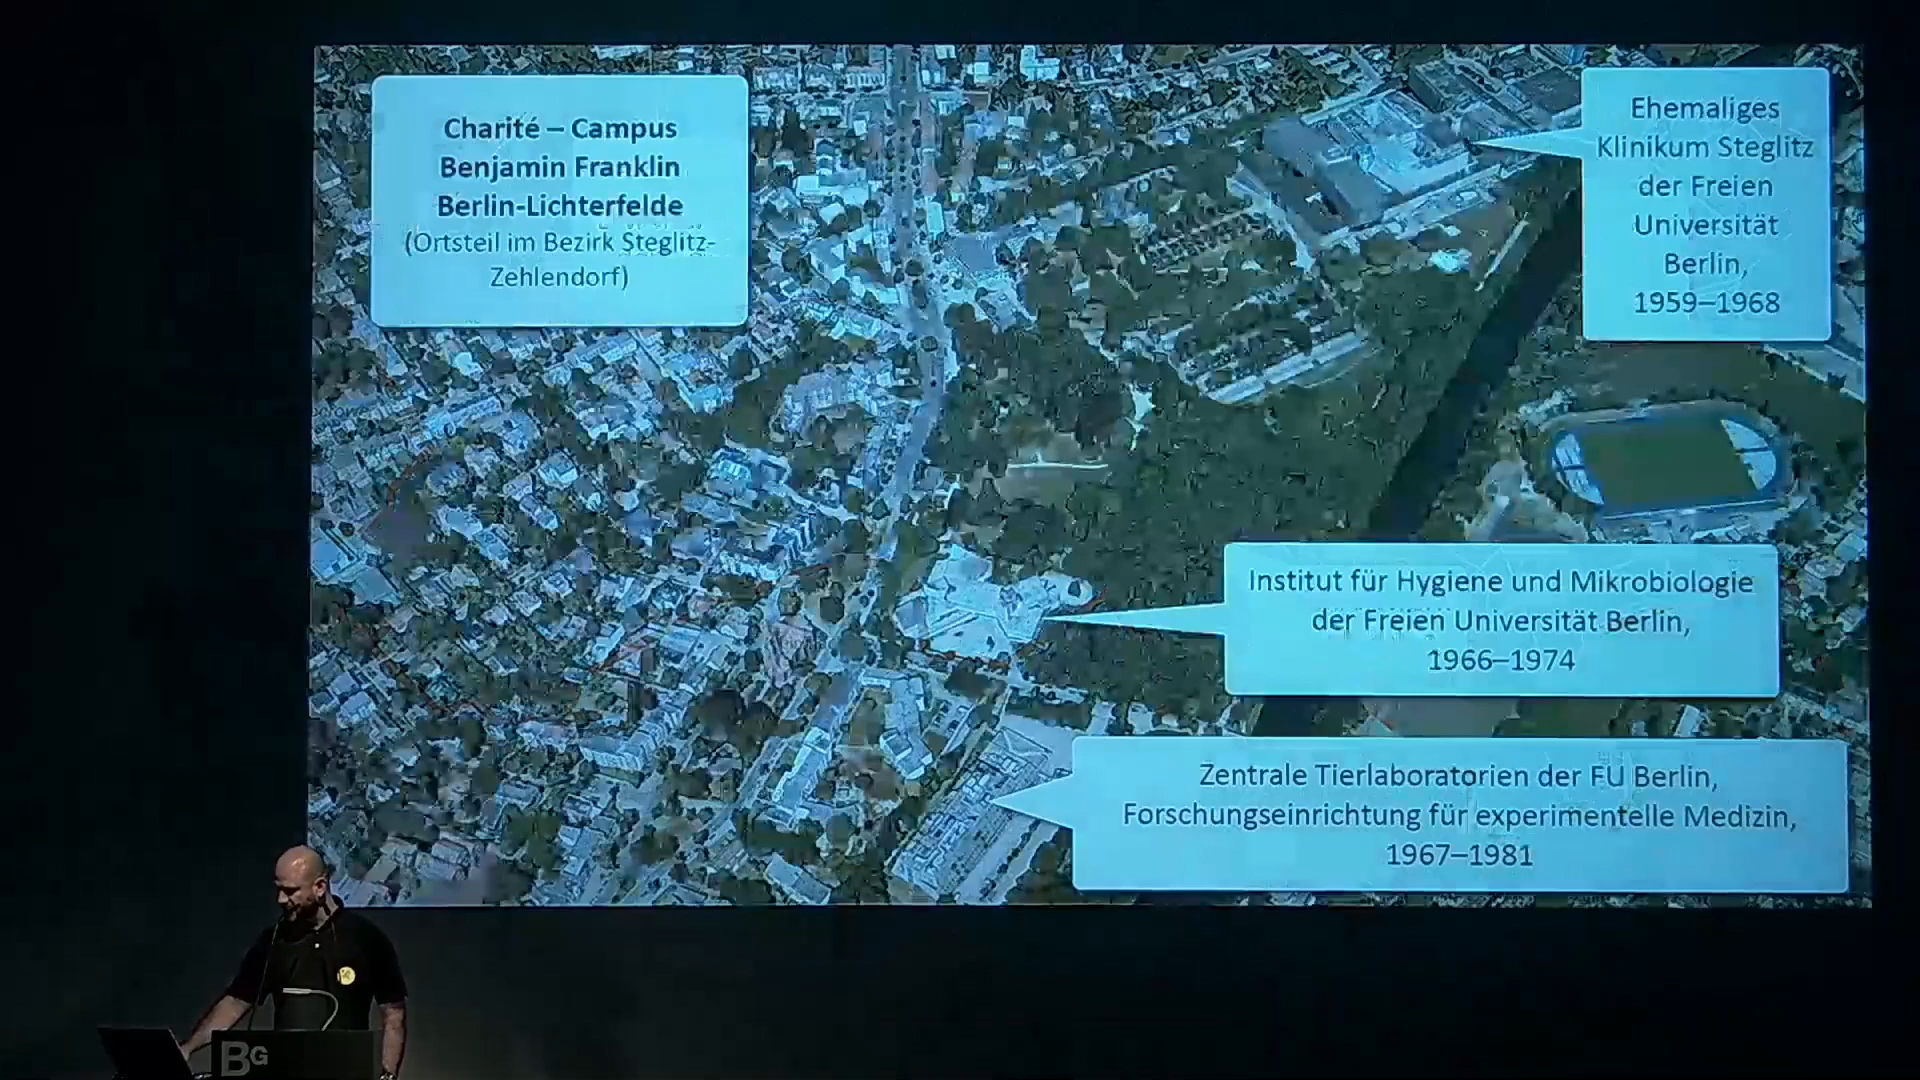 Charité – Campus
Benjamin Franklin
Berlin-Lichterfelde
(Ortsteil im Bezirk Steglitz-
Zehlendorf)
Ehemaliges
Klinikum Steglitz
der Freien
Universität
Berlin,
1959–1968
Institut für Hygiene und Mikrobiologie
der Freien Universität Berlin,
1966–1974
Zentrale Tierlaboratorien der FU Berlin,
Forschungseinrichtung für experimentelle Medizin,
1967–1981
BG